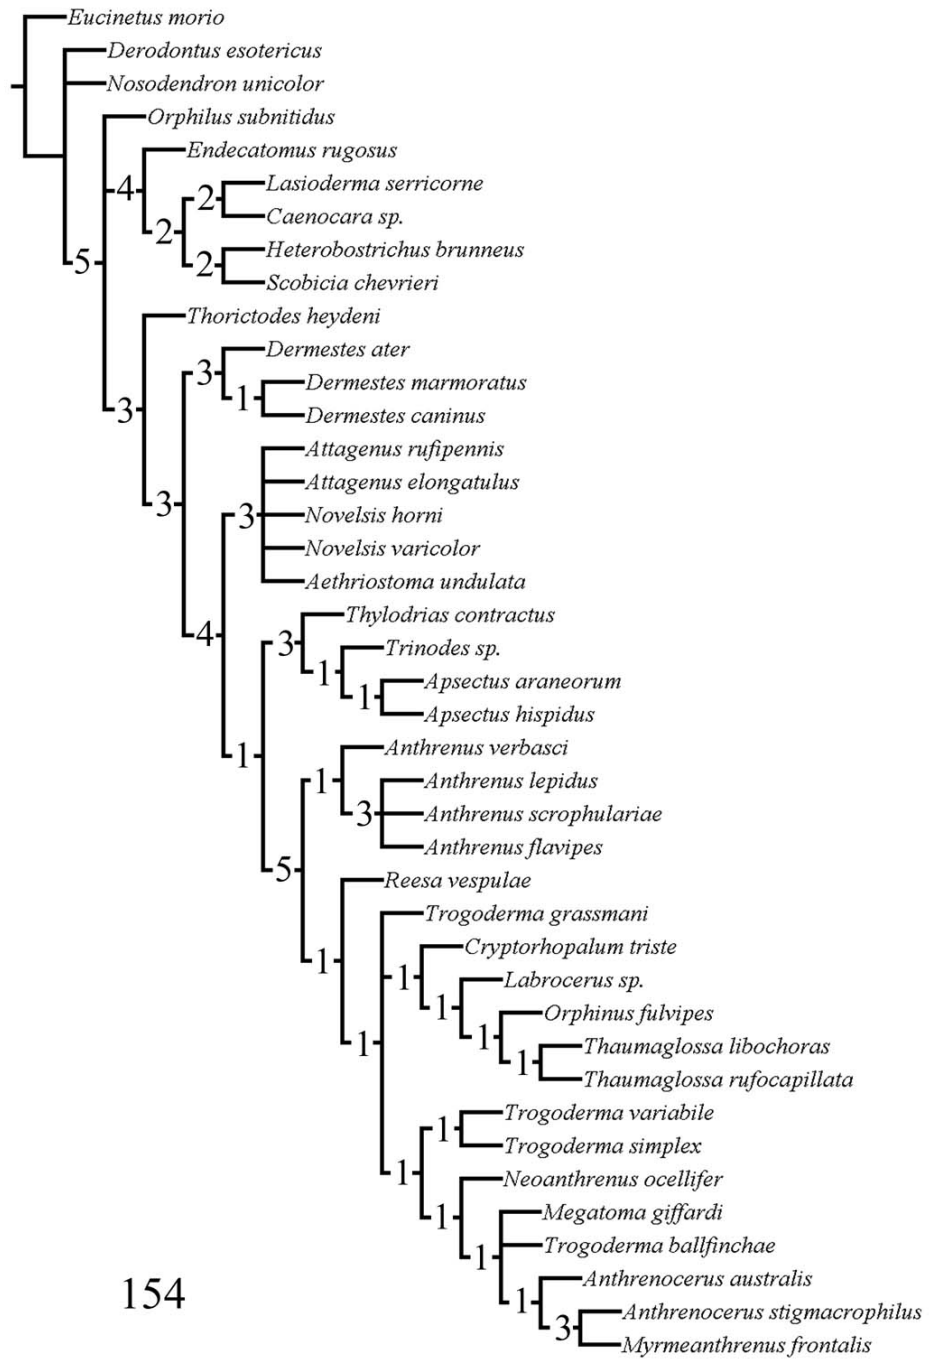 Eucinetus morio
Derodontus esotericus
Nosodendron unicolor
Orphilus subnitidus
Endecatomus rugosus
4
Lasioderma serricorne
2
Caenocara sp.
2
Heterobostrichus brunneus
5
2
Scobicia chevrieri
Thorictodes heydeni
Dermestes ater
3
Dermestes marmoratus
1
3
Dermestes caninus
Attagenus rufipennis
Attagenus elongatulus
3
3
Novelsis horni
Novelsis varicolor
Aethriostoma undulata
Thylodrias contractus
4
3
Trinodes sp.
1
Apsectus araneorum
1
Apsectus hispidus
Anthrenus verbasci
1
1
Anthrenus lepidus
3
Anthrenus scrophulariae
Anthrenus flavipes
5
Reesa vespulae
Trogoderma grassmani
Cryptorhopalum triste
1
1
Labrocerus sp.
1
Orphinus fulvipes
1
1
Thaumaglossa libochoras
1
Thaumaglossa rufocapillata
Trogoderma variabile
1
Trogoderma simplex
1
Neoanthrenus ocellifer
1
Megatoma giffardi
Trogoderma ballfinchae
1
Anthrenocerus australis
154
1
Anthrenocerus stigmacrophilus
3
Myrmeanthrenus frontalis